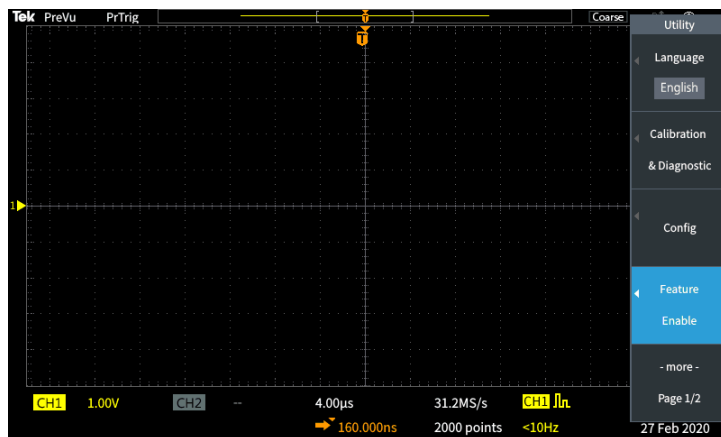 Tek PreVu PrTrig Coarse
T
Utility
Language
English
Calibration
& Diagnostic
Config
Feature
Enable
- more -
Page 1/2
1
CH1 1.00V CH2 -- 4.00µs 31.2MS/s CH1
160.000ns 2000 points <10Hz 27 Feb 2020